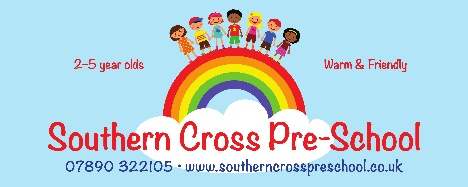 2-5 year olds
Warm & Friendly
Southern Cross Pre-School
07890 322105 • www.southerncrosspreschool.co.uk